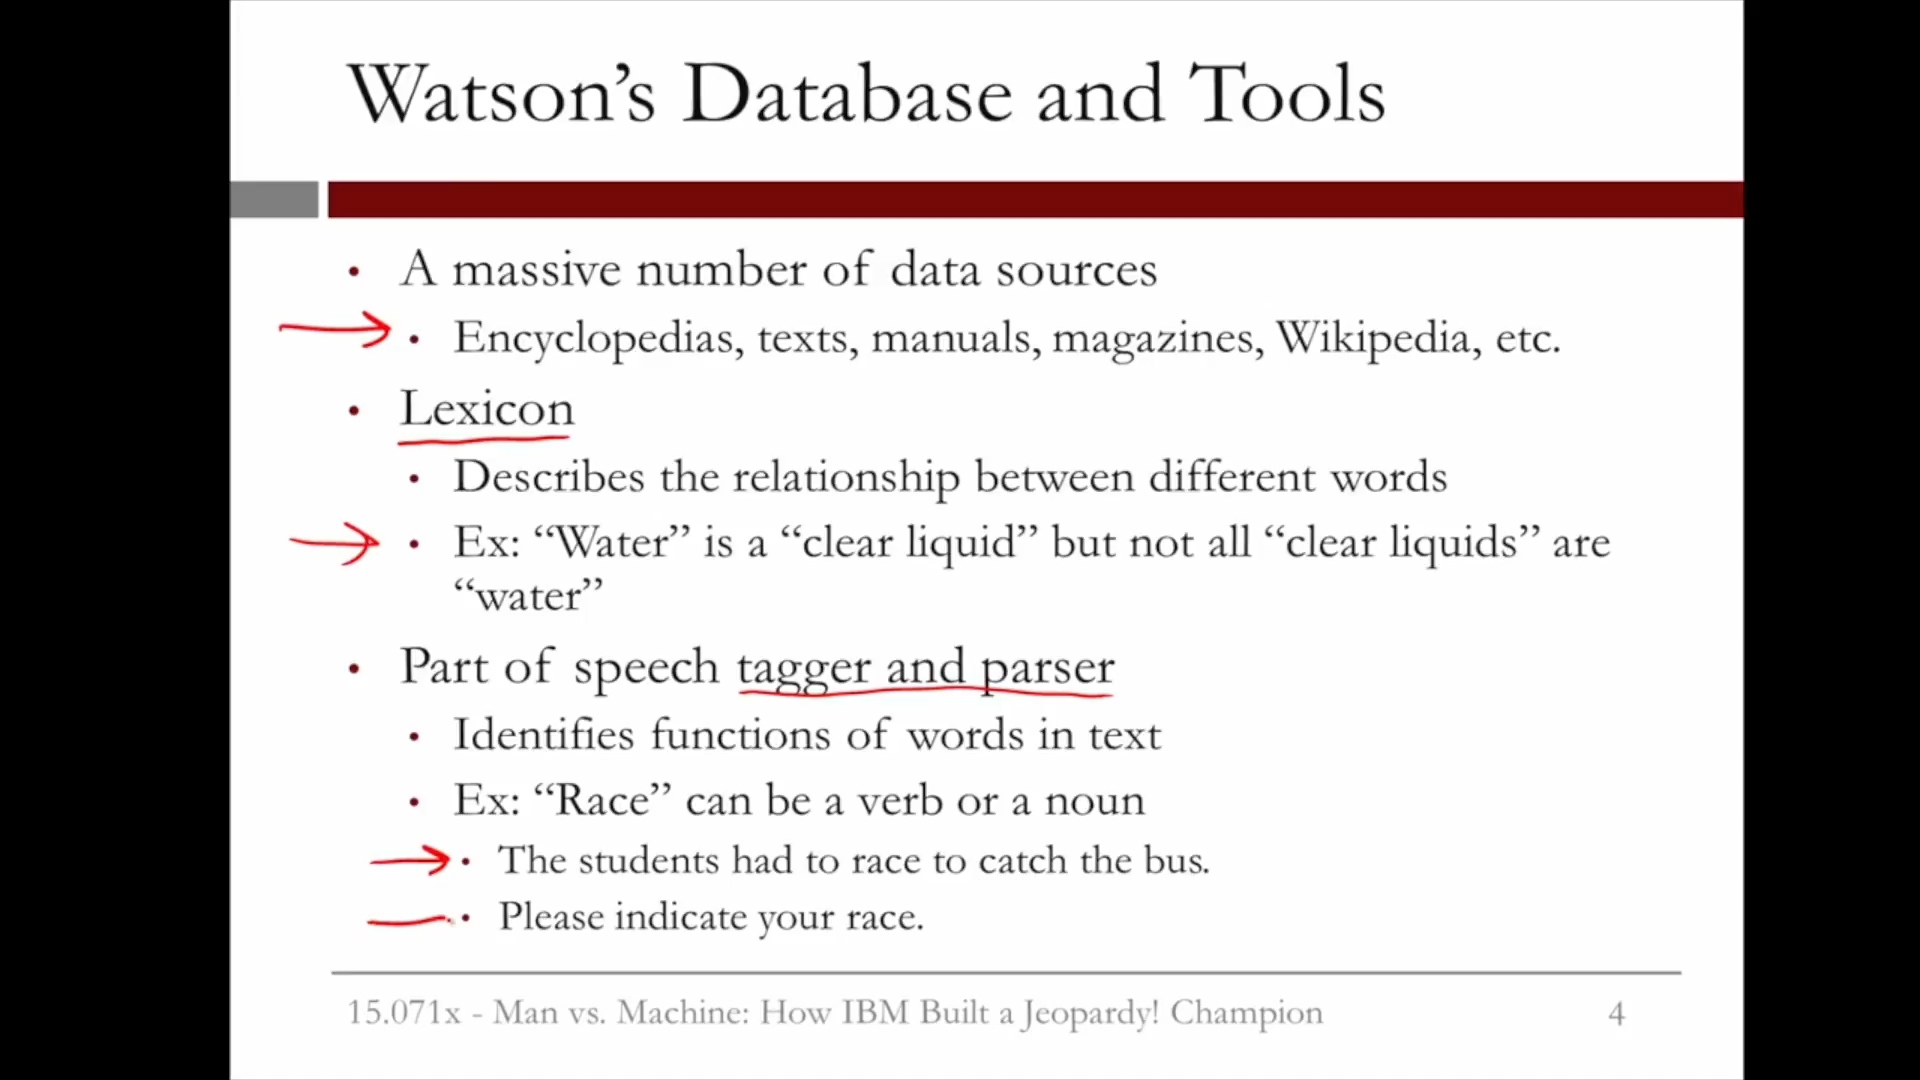 Watson’s Database and Tools
• A massive number of data sources
• Encyclopedias, texts, manuals, magazines, Wikipedia, etc.
• Lexicon
• Describes the relationship between different words
• Ex: “Water” is a “clear liquid” but not all “clear liquids” are
“water”
• Part of speech tagger and parser
• Identifies functions of words in text
• Ex: “Race” can be a verb or a noun
• The students had to race to catch the bus.
• Please indicate your race.
15.071x - Man vs. Machine: How IBM Built a Jeopardy! Champion 4